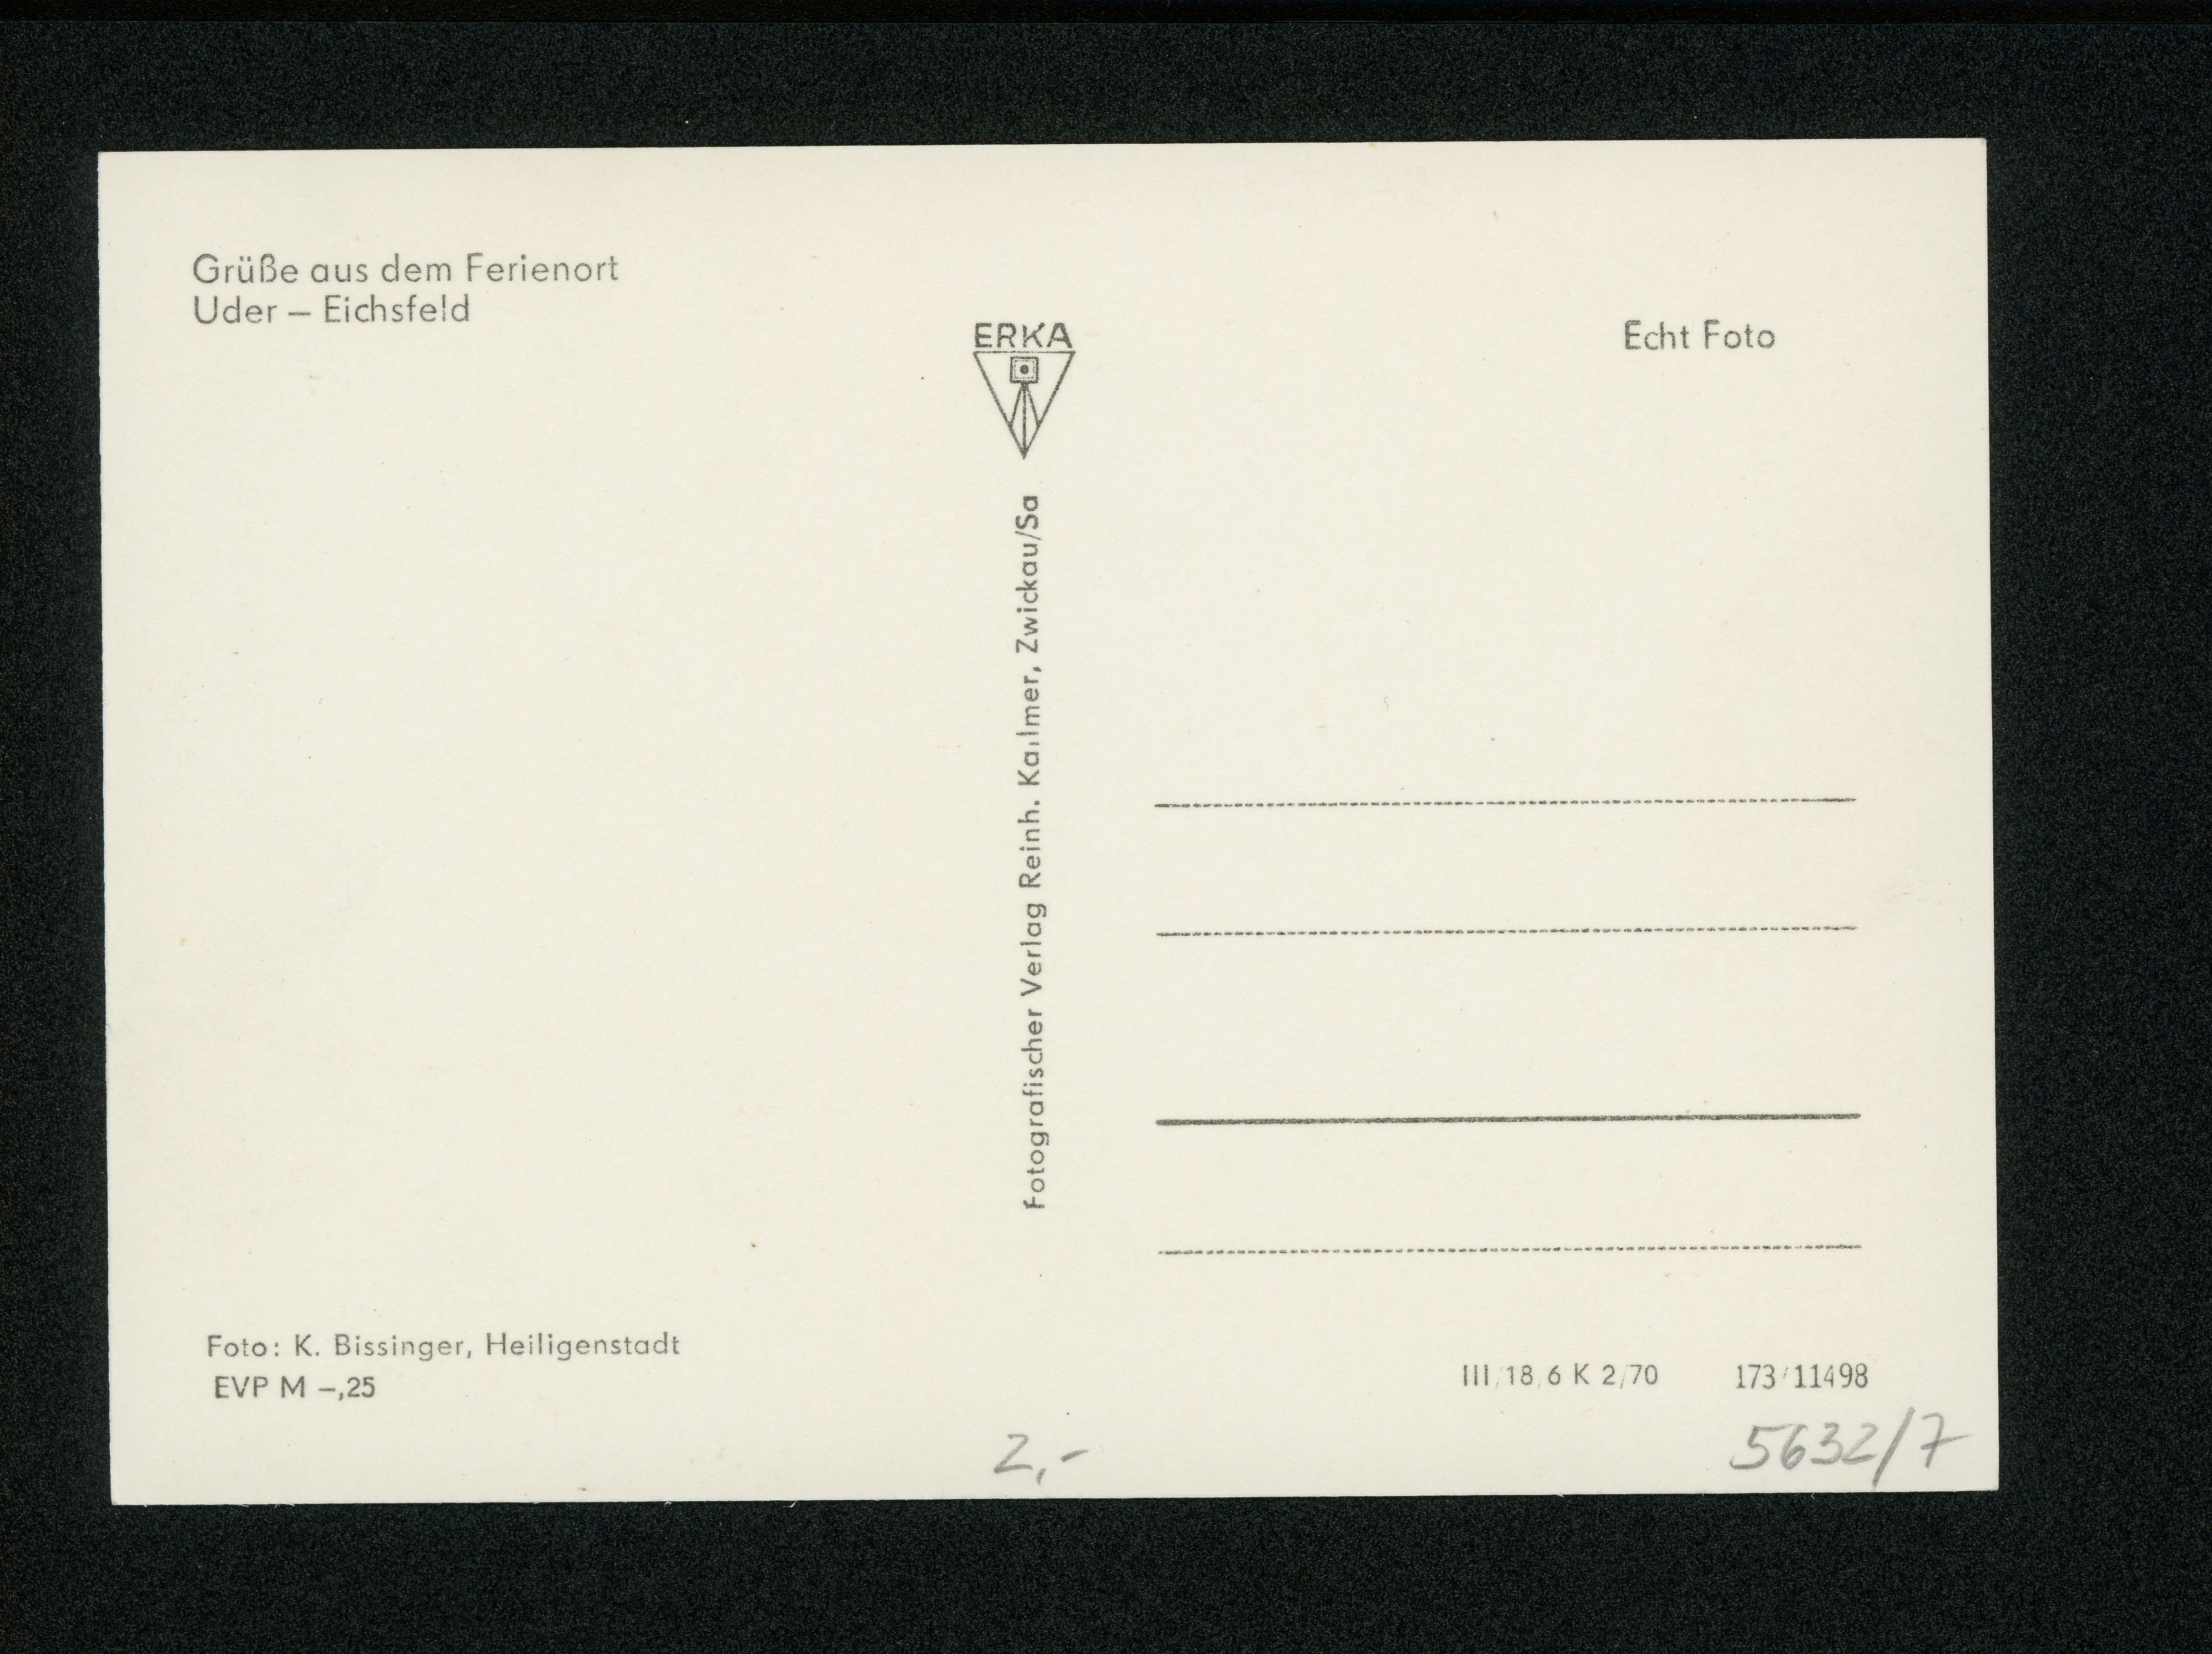 Grüße aus dem Ferienort
Uder – Eichsfeld
ERKA
Echt Foto
Fotografischer Verlag Reinh. Kallmer, Zwickau/Sa
Foto: K. Bissinger, Heiligenstadt
EVP M –,25
III/18/6 K 2/70 173/11498
2,-
5632/7